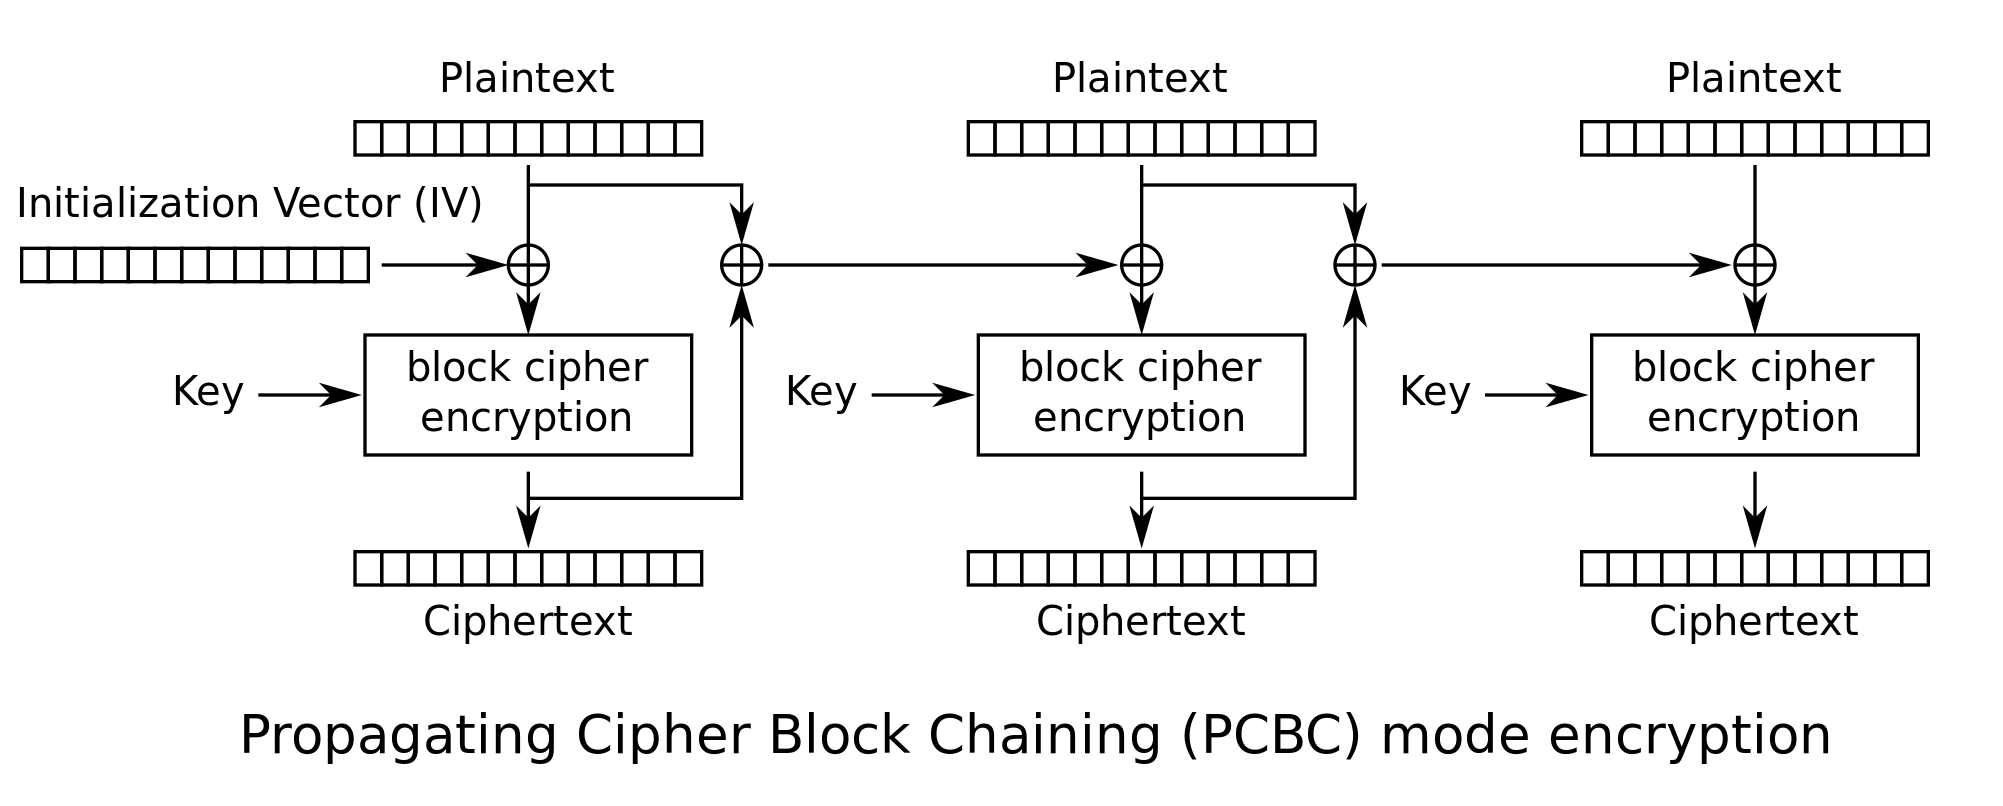 Plaintext Plaintext Plaintext
Initialization Vector (IV)
Key block cipher encryption Key block cipher encryption Key block cipher encryption
Ciphertext Ciphertext Ciphertext
Propagating Cipher Block Chaining (PCBC) mode encryption